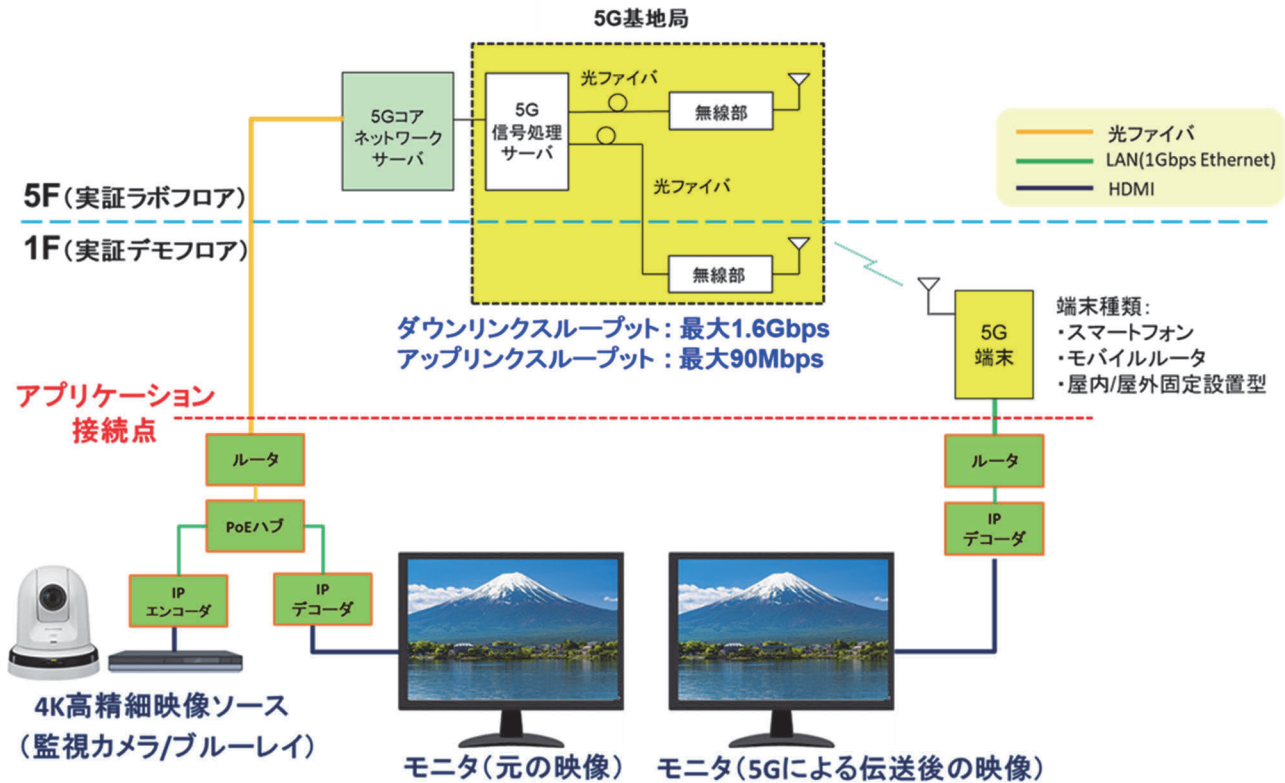 5G基地局
光ファイバ
5Gコア
ネットワーク
サーバ
5G
信号処理
サーバ
無線部
光ファイバ
光ファイバ
LAN(1Gbps Ethernet)
HDMI
5F(実証ラボフロア)
1F(実証デモフロア)
無線部
ダウンリンクスループット：最大1.6Gbps
アップリンクスループット：最大90Mbps
5G
端末
端末種類：
・スマートフォン
・モバイルルータ
・屋内/屋外固定設置型
アプリケーション
接続点
ルータ
PoEハブ
IP
エンコーダ
IP
デコーダ
ルータ
IP
デコーダ
4K高精細映像ソース
（監視カメラ/ブルーレイ）
モニタ（元の映像）
モニタ（5Gによる伝送後の映像）